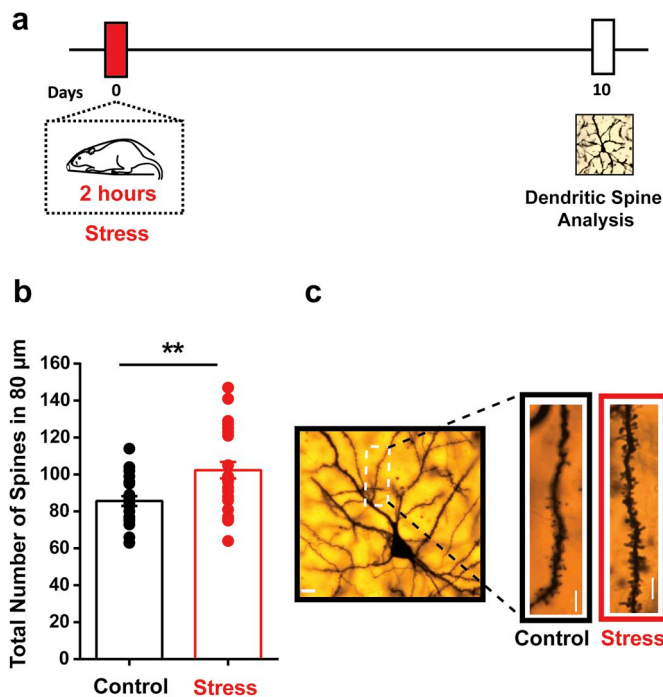 a
Days 0 10
2 hours
Stress
Dendritic Spine
Analysis
b
Total Number of Spines in 80 µm
160
140
120
100
80
60
40
20
0
**
Control Stress
c
Control Stress